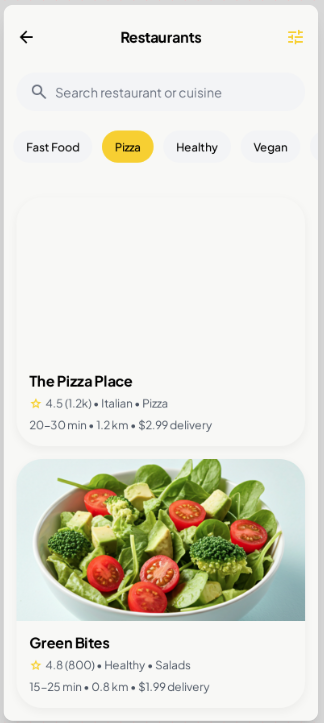 Restaurants
Search restaurant or cuisine
Fast Food
Pizza
Healthy
Vegan
The Pizza Place
4.5 (1.2k) • Italian • Pizza
20–30 min • 1.2 km • $2.99 delivery
Green Bites
4.8 (800) • Healthy • Salads
15–25 min • 0.8 km • $1.99 delivery